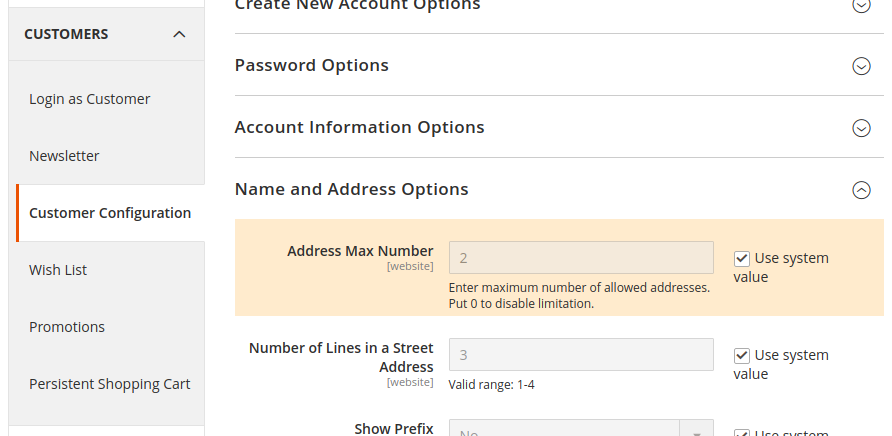 Create New Account Options
CUSTOMERS
Password Options
Login as Customer
Account Information Options
Newsletter
Name and Address Options
Customer Configuration
Address Max Number
[website]
2
Use system
value
Enter maximum number of allowed addresses.
Put 0 to disable limitation.
Wish List
Promotions
Number of Lines in a Street
Address
[website]
3
Use system
value
Valid range: 1-4
Persistent Shopping Cart
Show Prefix
No
Use system